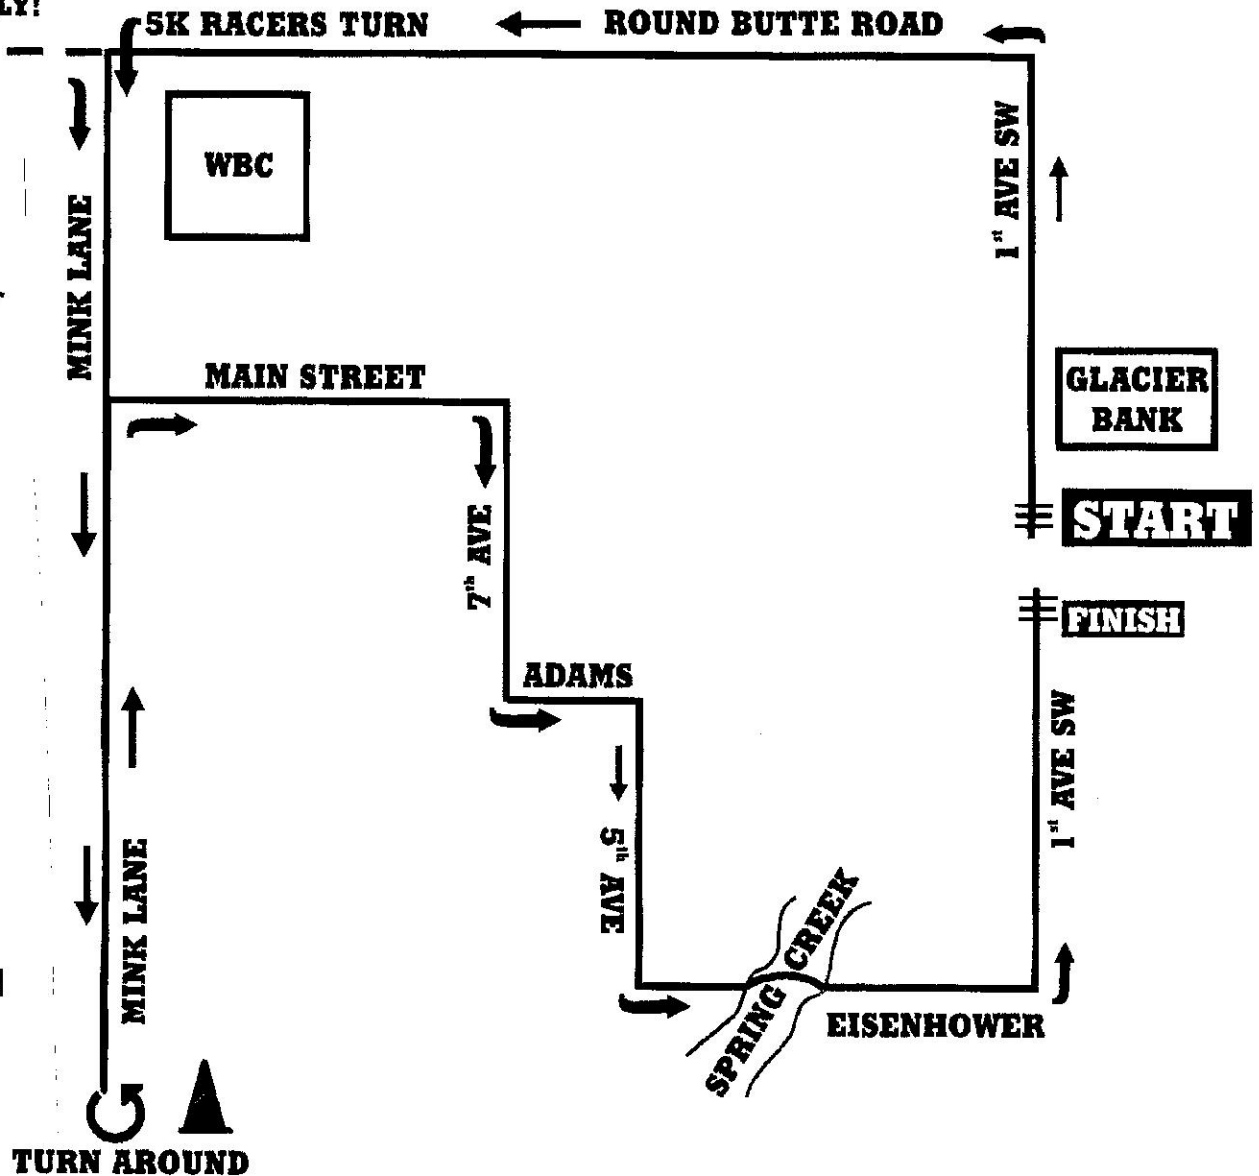 LY!
5K RACERS TURN
ROUND BUTTE ROAD
WBC
1st AVE SW
MINK LANE
MAIN STREET
GLACIER
BANK
START
7th AVE
FINISH
ADAMS
1st AVE SW
5th AVE
MINK LANE
SPRING CREEK
EISENHOWER
TURN AROUND